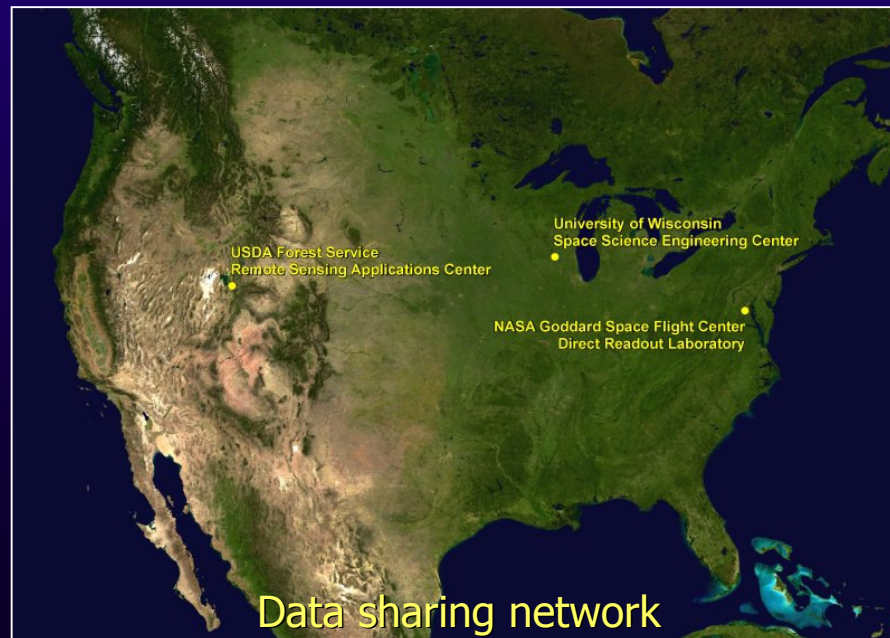 University of Wisconsin
Space Science Engineering Center
USDA Forest Service
Remote Sensing Applications Center
NASA Goddard Space Flight Center
Direct Readout Laboratory
Data sharing network